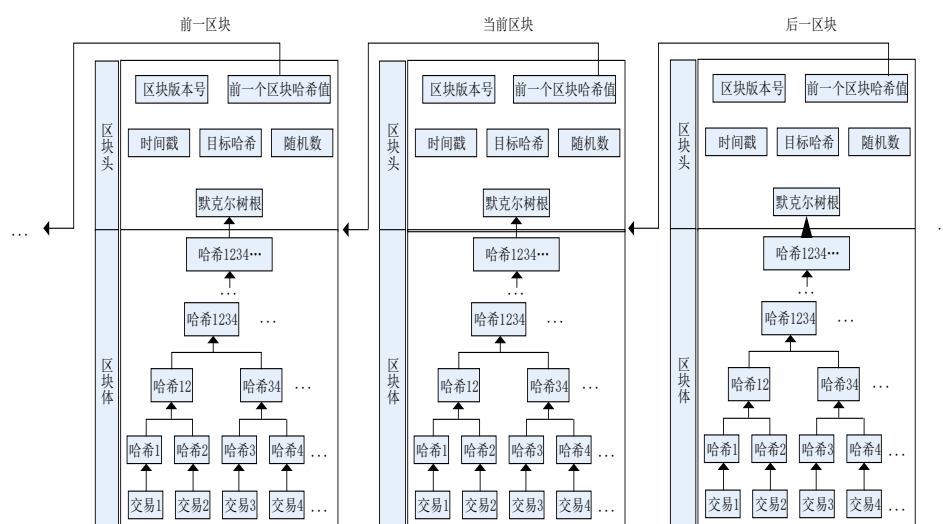 前一区块
当前区块
后一区块
区块头
区块版本号
前一个区块哈希值
时间戳
目标哈希
随机数
默克尔树根
区块体
哈希1234…
...
哈希1234
...
哈希12
哈希34
...
哈希1
哈希2
哈希3
哈希4
...
交易1
交易2
交易3
交易4
...
区块头
区块版本号
前一个区块哈希值
时间戳
目标哈希
随机数
默克尔树根
区块体
哈希1234…
...
哈希1234
...
哈希12
哈希34
...
哈希1
哈希2
哈希3
哈希4
...
交易1
交易2
交易3
交易4
...
区块头
区块版本号
前一个区块哈希值
时间戳
目标哈希
随机数
默克尔树根
区块体
哈希1234…
...
哈希1234
...
哈希12
哈希34
...
哈希1
哈希2
哈希3
哈希4
...
交易1
交易2
交易3
交易4
...
...